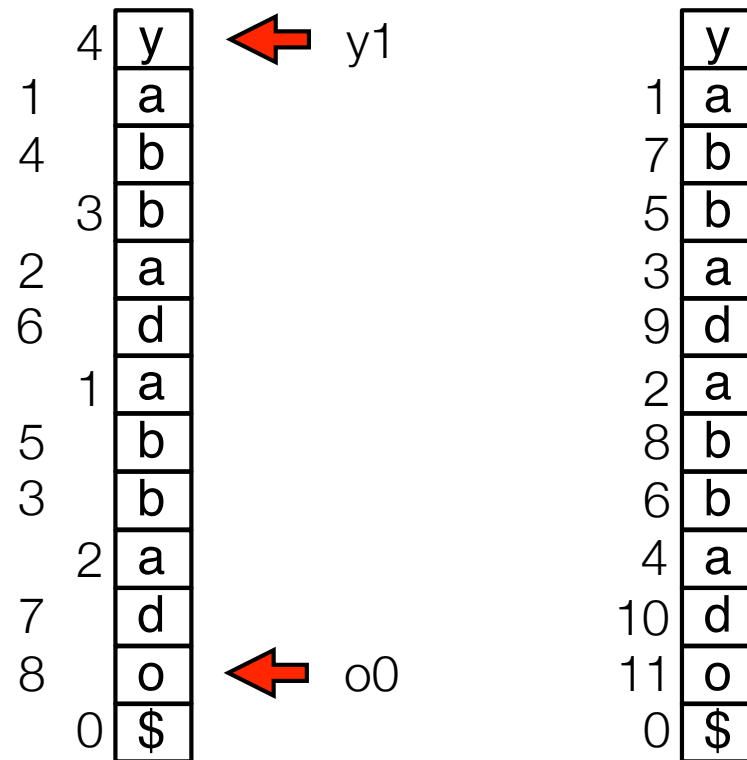 4 y y1 y
1 a 1 a
4 b 7 b
3 b 5 b
2 a 3 a
6 d 9 d
1 a 2 a
5 b 8 b
3 b 6 b
2 a 4 a
7 d 10 d
8 o o0 11 o
0 $ 0 $